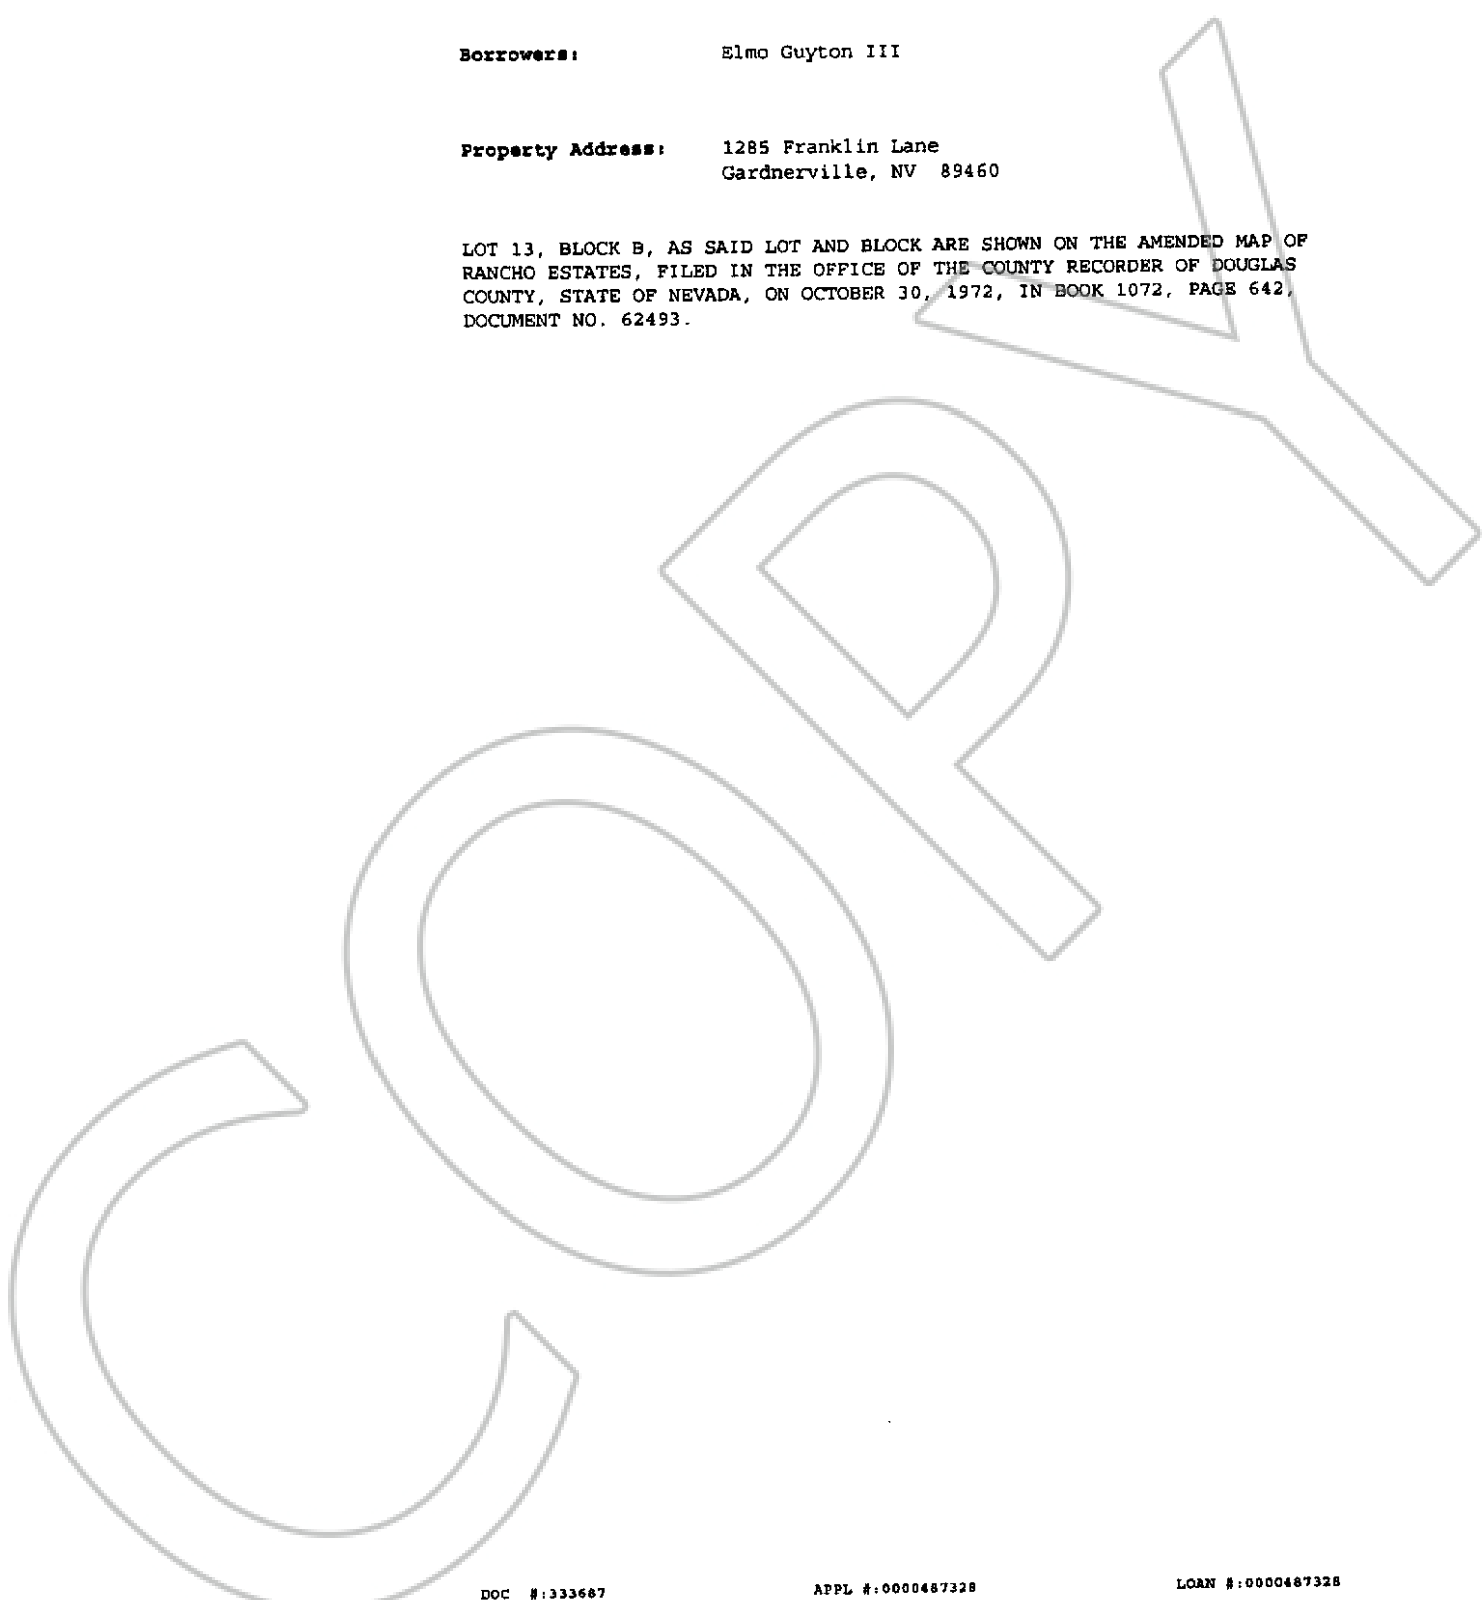 Borrowers: Elmo Guyton III
Property Address: 1285 Franklin Lane
Gardnerville, NV 89460
LOT 13, BLOCK B, AS SAID LOT AND BLOCK ARE SHOWN ON THE AMENDED MAP OF
RANCHO ESTATES, FILED IN THE OFFICE OF THE COUNTY RECORDER OF DOUGLAS
COUNTY, STATE OF NEVADA, ON OCTOBER 30, 1972, IN BOOK 1072, PAGE 642,
DOCUMENT NO. 62493.
COPY
DOC #:333687 APPL #:0000487328 LOAN #:0000487328